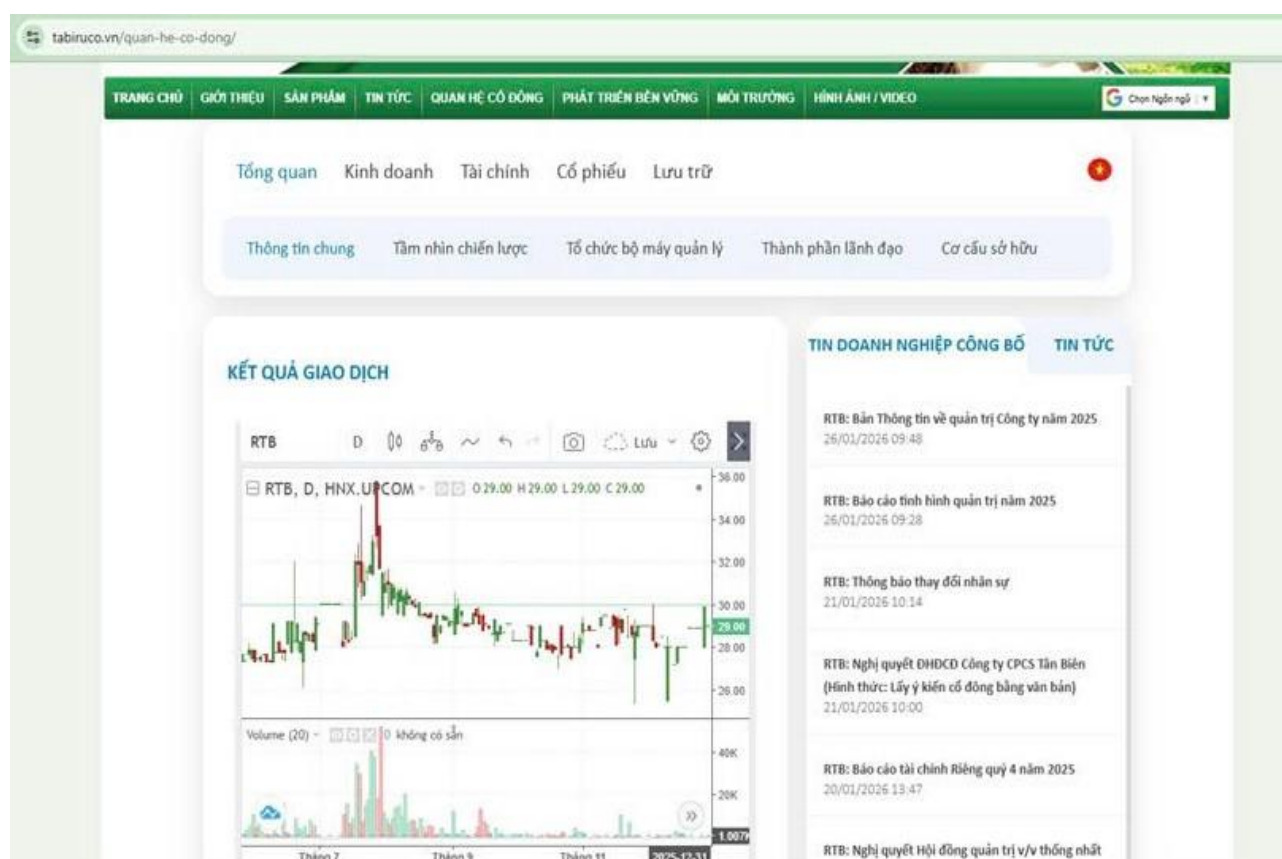 tabiruco.vn/quan-he-co-dong/
TRANG CHỦ GIỚI THIỆU SẢN PHẨM TIN TỨC QUAN HỆ CỔ ĐÔNG PHÁT TRIỂN BỀN VỮNG MÔI TRƯỜNG HÌNH ẢNH / VIDEO
Chọn Ngôn ngữ
Tổng quan Kinh doanh Tài chính Cổ phiếu Lưu trữ
Thông tin chung Tầm nhìn chiến lược Tổ chức bộ máy quản lý Thành phần lãnh đạo Cơ cấu sở hữu
KẾT QUẢ GIAO DỊCH
RTB D Lưu
RTB, D, HNX.UPCOM O 29.00 H 29.00 L 29.00 C 29.00
36.00
34.00
32.00
30.00
29.00
28.00
26.00
Volume (20) 0 không có sẵn
40K
20K
1.007K
Tháng 7 Tháng 9 Tháng 11 2025-12-31
TIN DOANH NGHIỆP CÔNG BỐ TIN TỨC
RTB: Bản Thông tin về quản trị Công ty năm 2025
26/01/2026 09:48
RTB: Báo cáo tình hình quản trị năm 2025
26/01/2026 09:28
RTB: Thông báo thay đổi nhân sự
21/01/2026 10:14
RTB: Nghị quyết ĐHĐCĐ Công ty CPCS Tân Biên
(Hình thức: Lấy ý kiến cổ đông bằng văn bản)
21/01/2026 10:00
RTB: Báo cáo tài chính Riêng quý 4 năm 2025
20/01/2026 13:47
RTB: Nghị quyết Hội đồng quản trị v/v thống nhất